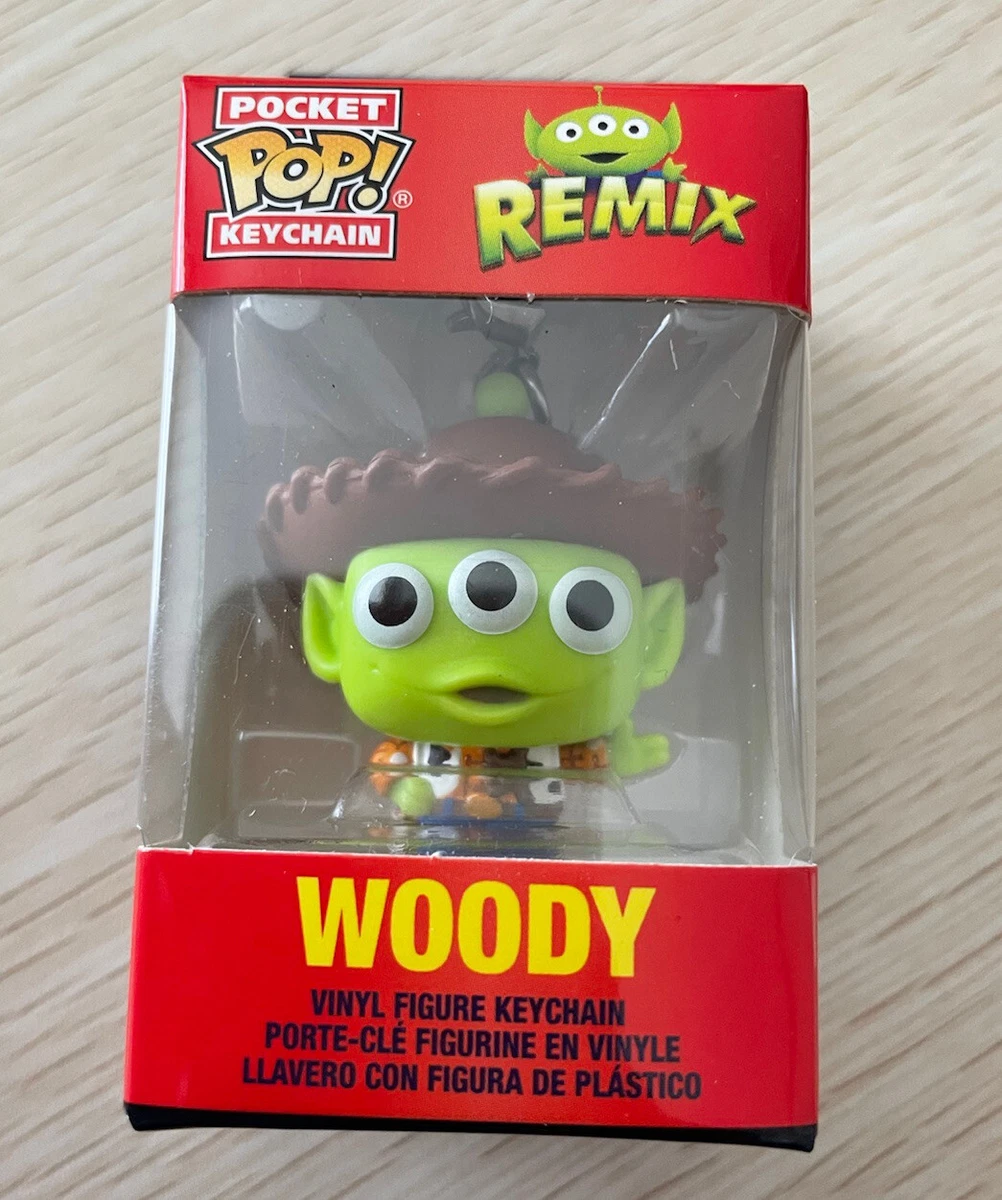 POCKET
POP!®
KEYCHAIN
REMIX
WOODY
VINYL FIGURE KEYCHAIN
PORTE-CLÉ FIGURINE EN VINYLE
LLAVERO CON FIGURA DE PLÁSTICO